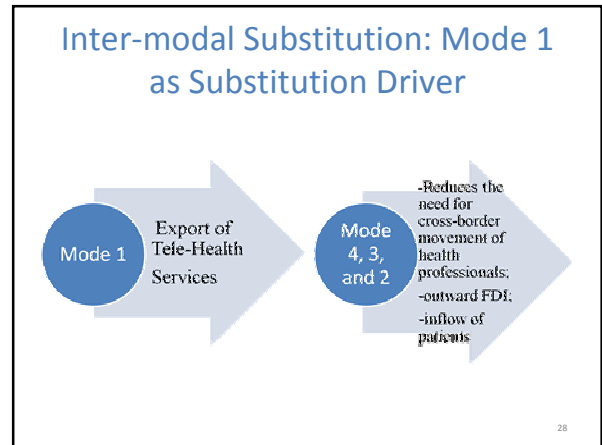 Inter-modal Substitution: Mode 1
as Substitution Driver
Mode 1
Export of
Tele-Health
Services
Mode
4, 3,
and 2
-Reduces the
need for
cross-border
movement of
health
professionals;
-outward FDI;
-inflow of
patients
28